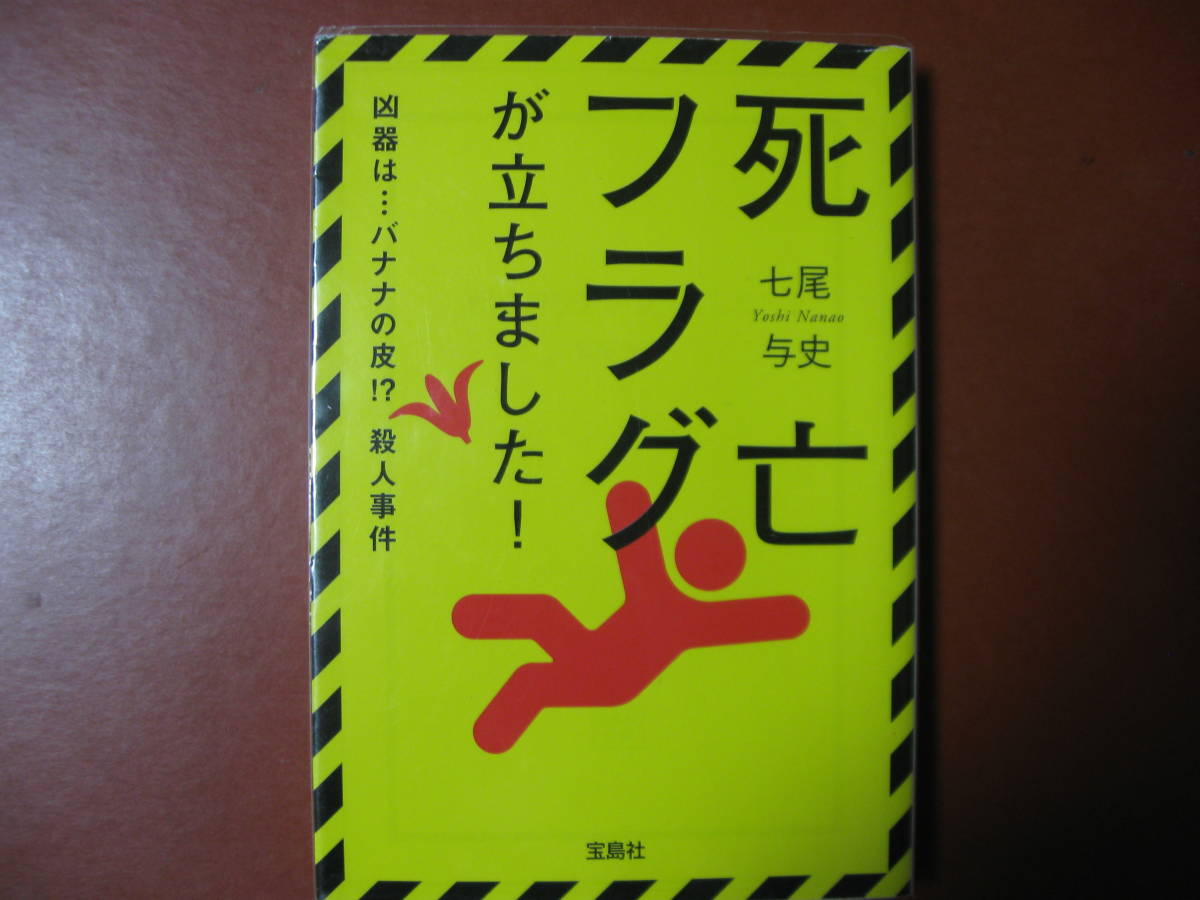 死亡
フラグ
が立ちました!
七尾
Yoshi Nanao
与史
凶器は…バナナの皮!?　殺人事件
宝島社